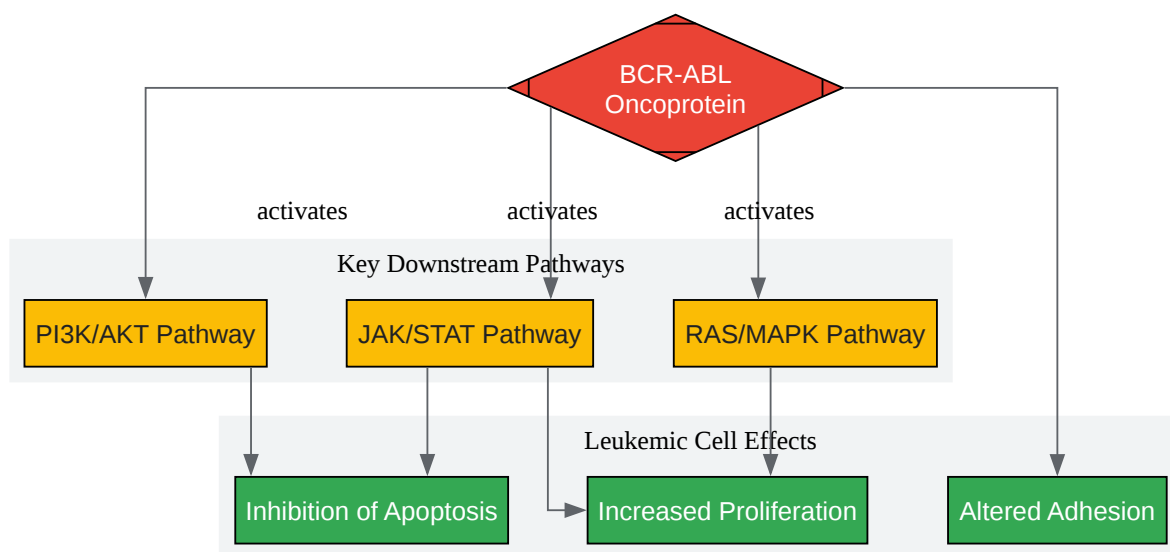 BCR-ABL
Oncoprotein
activates
activates
activates
Key Downstream Pathways
PI3K/AKT Pathway
JAK/STAT Pathway
RAS/MAPK Pathway
Leukemic Cell Effects
Inhibition of Apoptosis
Increased Proliferation
Altered Adhesion